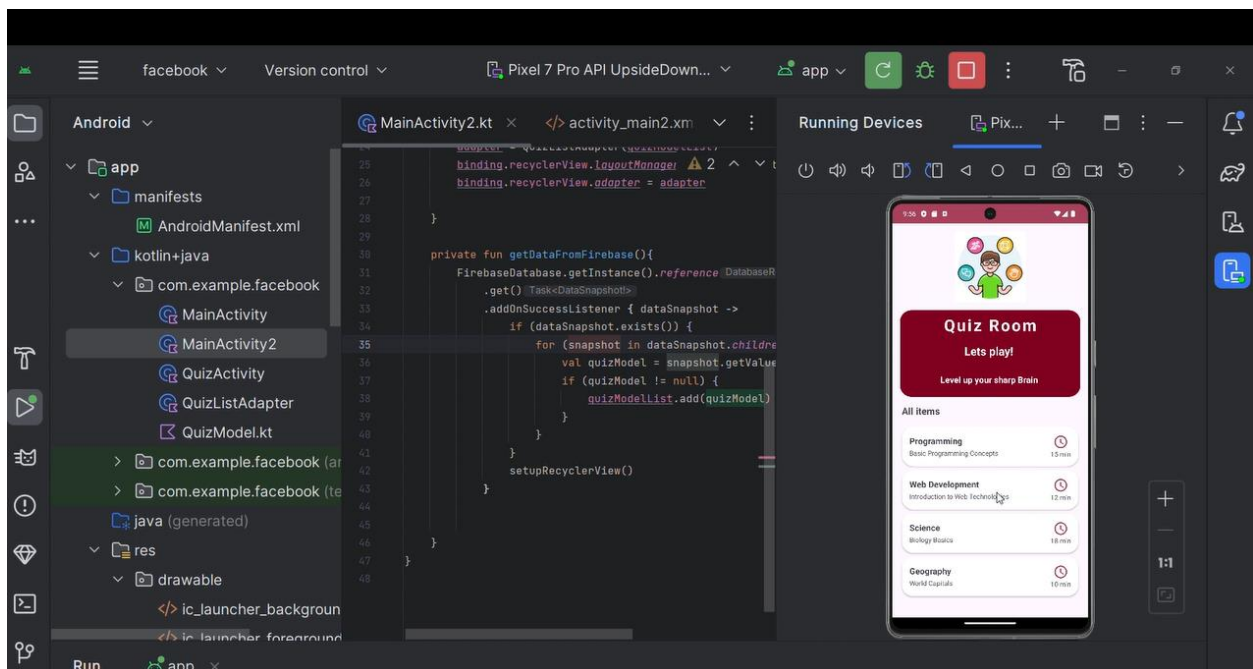 facebook
Version control
Pixel 7 Pro API UpsideDown...
app
Android
app
manifests
AndroidManifest.xml
kotlin+java
com.example.facebook
MainActivity
MainActivity2
QuizActivity
QuizListAdapter
QuizModel.kt
com.example.facebook (an
com.example.facebook (te
java (generated)
res
drawable
ic_launcher_backgroun
ic_launcher_foreground
MainActivity2.kt
activity_main2.xm
25 binding.recyclerView.layoutManager
2
26 binding.recyclerView.adapter = adapter
27
28 }
29
30 private fun getDataFromFirebase(){
31 FirebaseDatabase.getInstance().reference DatabaseR
32 .get() Task<DataSnapshot!>
33 .addOnSuccessListener { dataSnapshot ->
34 if (dataSnapshot.exists()) {
35 for (snapshot in dataSnapshot.childre
36 val quizModel = snapshot.getValue
37 if (quizModel != null) {
38 quizModelList.add(quizModel)
39 }
40 }
41 }
42 setupRecyclerView()
43 }
44
45
46 }
47 }
48
Running Devices
Pix...
9:56
Quiz Room
Lets play!
Level up your sharp Brain
All items
Programming
Basic Programming Concepts
15 min
Web Development
Introduction to Web Technologies
12 min
Science
Biology Basics
18 min
Geography
World Capitals
10 min
1:1
Run
app